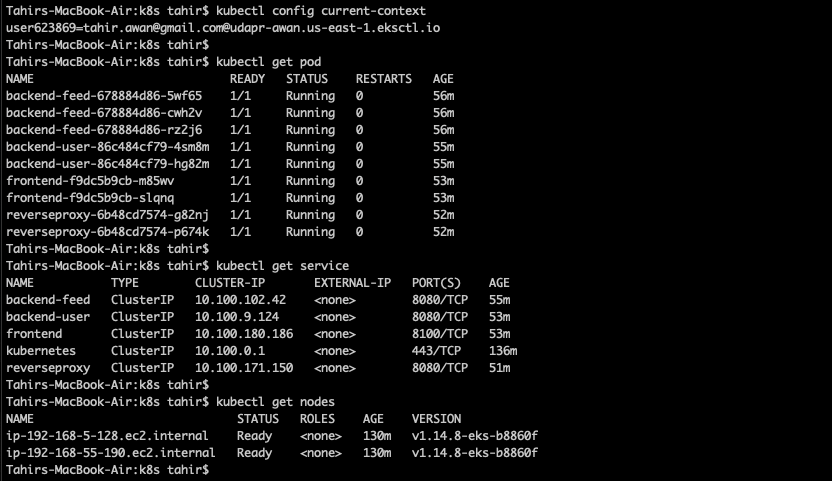 Tahirs-MacBook-Air:k8s tahir$ kubectl config current-context
user623869=tahir.awan@gmail.com@udapr-awan.us-east-1.eksctl.io
Tahirs-MacBook-Air:k8s tahir$
Tahirs-MacBook-Air:k8s tahir$ kubectl get pod
NAME READY STATUS RESTARTS AGE
backend-feed-678884d86-5wf65 1/1 Running 0 56m
backend-feed-678884d86-cwh2v 1/1 Running 0 56m
backend-feed-678884d86-rz2j6 1/1 Running 0 56m
backend-user-86c484cf79-4sm8m 1/1 Running 0 55m
backend-user-86c484cf79-hg82m 1/1 Running 0 55m
frontend-f9dc5b9cb-m85wv 1/1 Running 0 53m
frontend-f9dc5b9cb-slqnq 1/1 Running 0 53m
reverseproxy-6b48cd7574-g82nj 1/1 Running 0 52m
reverseproxy-6b48cd7574-p674k 1/1 Running 0 52m
Tahirs-MacBook-Air:k8s tahir$
Tahirs-MacBook-Air:k8s tahir$ kubectl get service
NAME TYPE CLUSTER-IP EXTERNAL-IP PORT(S) AGE
backend-feed ClusterIP 10.100.102.42 <none> 8080/TCP 55m
backend-user ClusterIP 10.100.9.124 <none> 8080/TCP 53m
frontend ClusterIP 10.100.180.186 <none> 8100/TCP 53m
kubernetes ClusterIP 10.100.0.1 <none> 443/TCP 136m
reverseproxy ClusterIP 10.100.171.150 <none> 8080/TCP 51m
Tahirs-MacBook-Air:k8s tahir$
Tahirs-MacBook-Air:k8s tahir$ kubectl get nodes
NAME STATUS ROLES AGE VERSION
ip-192-168-5-128.ec2.internal Ready <none> 130m v1.14.8-eks-b8860f
ip-192-168-55-190.ec2.internal Ready <none> 130m v1.14.8-eks-b8860f
Tahirs-MacBook-Air:k8s tahir$